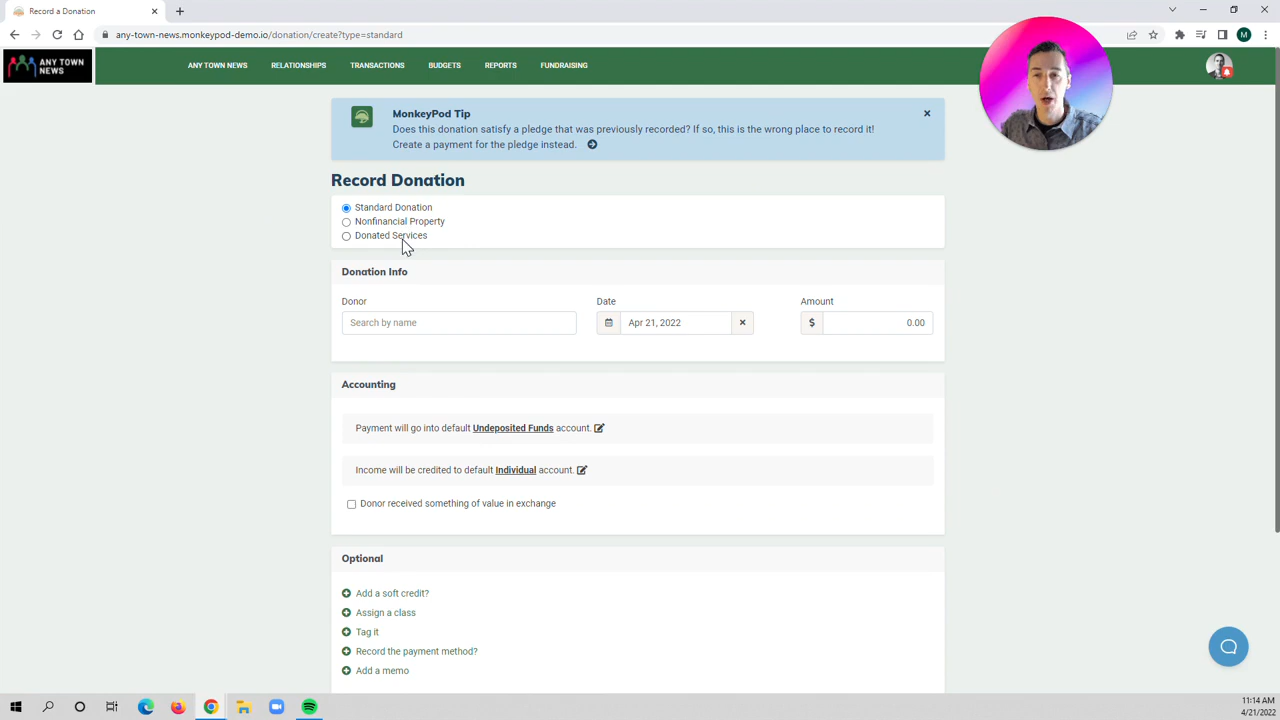 Record a Donation
any-town-news.monkeypod-demo.io/donation/create?type=standard
M
ANY TOWN
NEWS
ANY TOWN NEWS
RELATIONSHIPS
TRANSACTIONS
BUDGETS
REPORTS
FUNDRAISING
MonkeyPod Tip
Does this donation satisfy a pledge that was previously recorded? If so, this is the wrong place to record it!
Create a payment for the pledge instead.
Record Donation
Standard Donation
Nonfinancial Property
Donated Services
Donation Info
Donor
Date
Amount
Search by name
Apr 21, 2022
$
0.00
Accounting
Payment will go into default Undeposited Funds account.
Income will be credited to default Individual account.
Donor received something of value in exchange
Optional
Add a soft credit?
Assign a class
Tag it
Record the payment method?
Add a memo
11:14 AM
4/21/2022